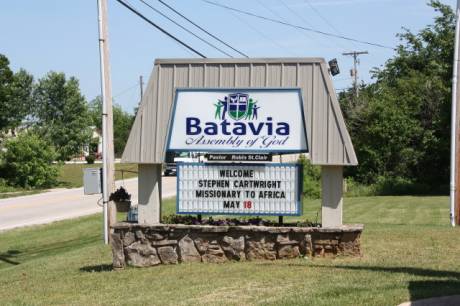 Batavia
Assembly of God
Pastor Robin St.Clair
WELCOME
STEPHEN CARTWRIGHT
MISSIONARY TO AFRICA
MAY 18